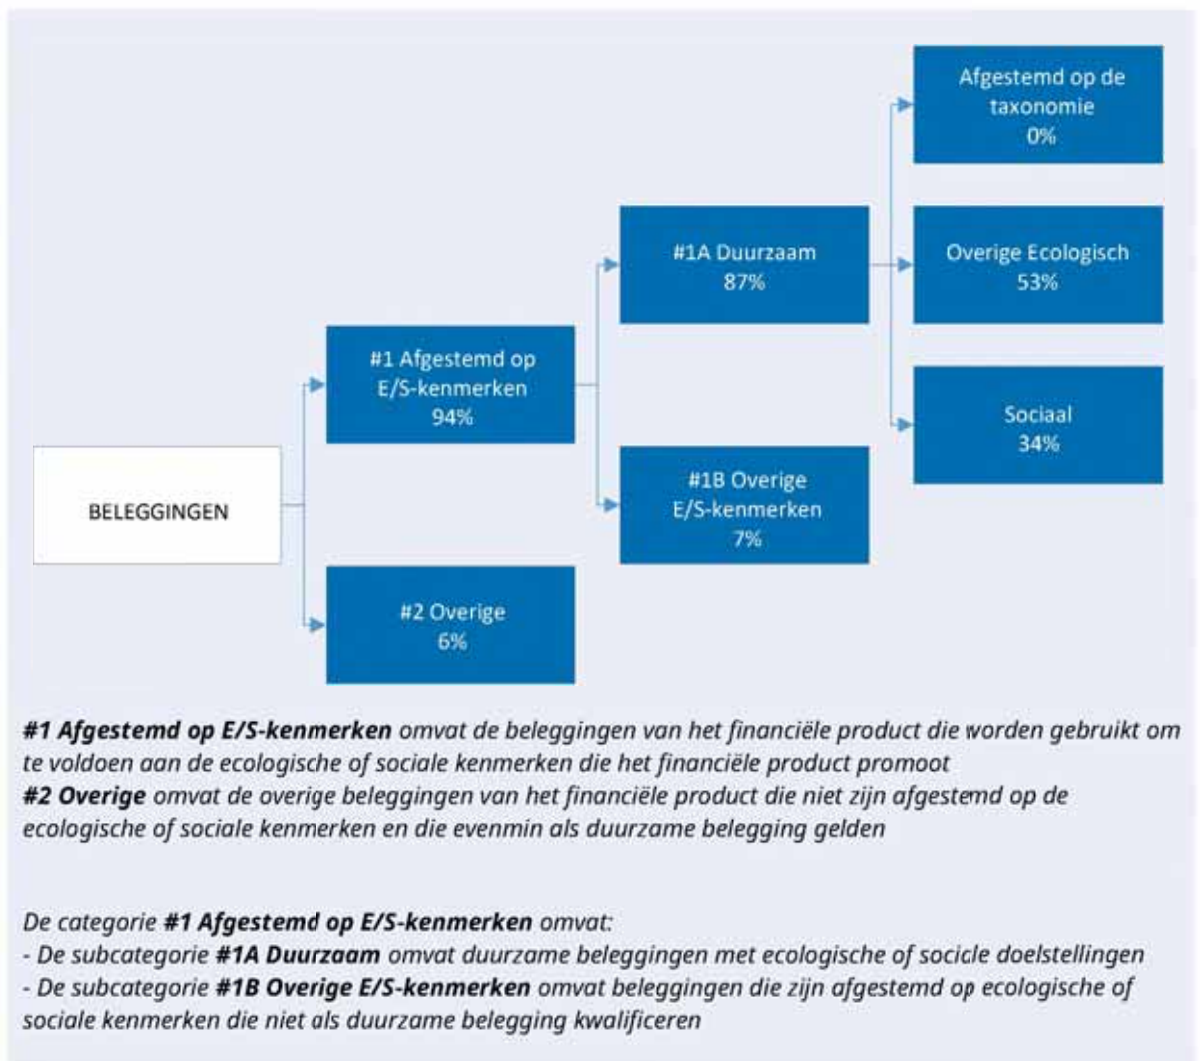 Afgestemd op de
taxonomie
0%
#1A Duurzaam
87%
Overige Ecologisch
53%
#1 Afgestemd op
E/S-kenmerken
94%
Sociaal
34%
BELEGGINGEN
#1B Overige
E/S-kenmerken
7%
#2 Overige
6%
#1 Afgestemd op E/S-kenmerken omvat de beleggingen van het financiële product die worden gebruikt om
te voldoen aan de ecologische of sociale kenmerken die het financiële product promoot
#2 Overige omvat de overige beleggingen van het financiële product die niet zijn afgestemd op de
ecologische of sociale kenmerken en die evenmin als duurzame belegging gelden
De categorie #1 Afgestemd op E/S-kenmerken omvat:
- De subcategorie #1A Duurzaam omvat duurzame beleggingen met ecologische of sociale doelstellingen
- De subcategorie #1B Overige E/S-kenmerken omvat beleggingen die zijn afgestemd op ecologische of
sociale kenmerken die niet als duurzame belegging kwalificeren